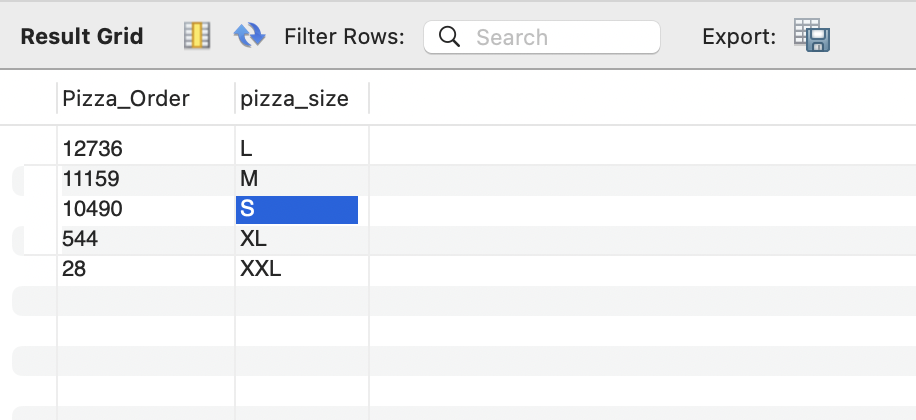 Result Grid Filter Rows: Search Export:
Pizza_Order pizza_size
12736 L
11159 M
10490 S
544 XL
28 XXL